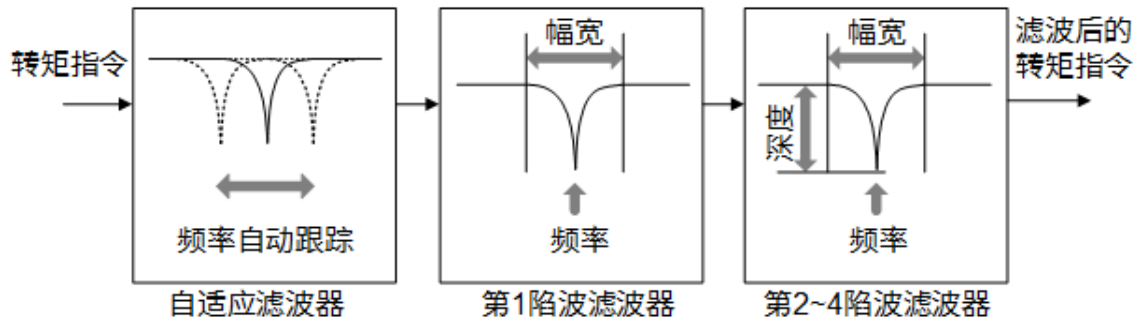 转矩指令
频率自动跟踪
自适应滤波器
幅宽
频率
第1陷波滤波器
幅宽
深度
频率
第2~4陷波滤波器
滤波后的
转矩指令